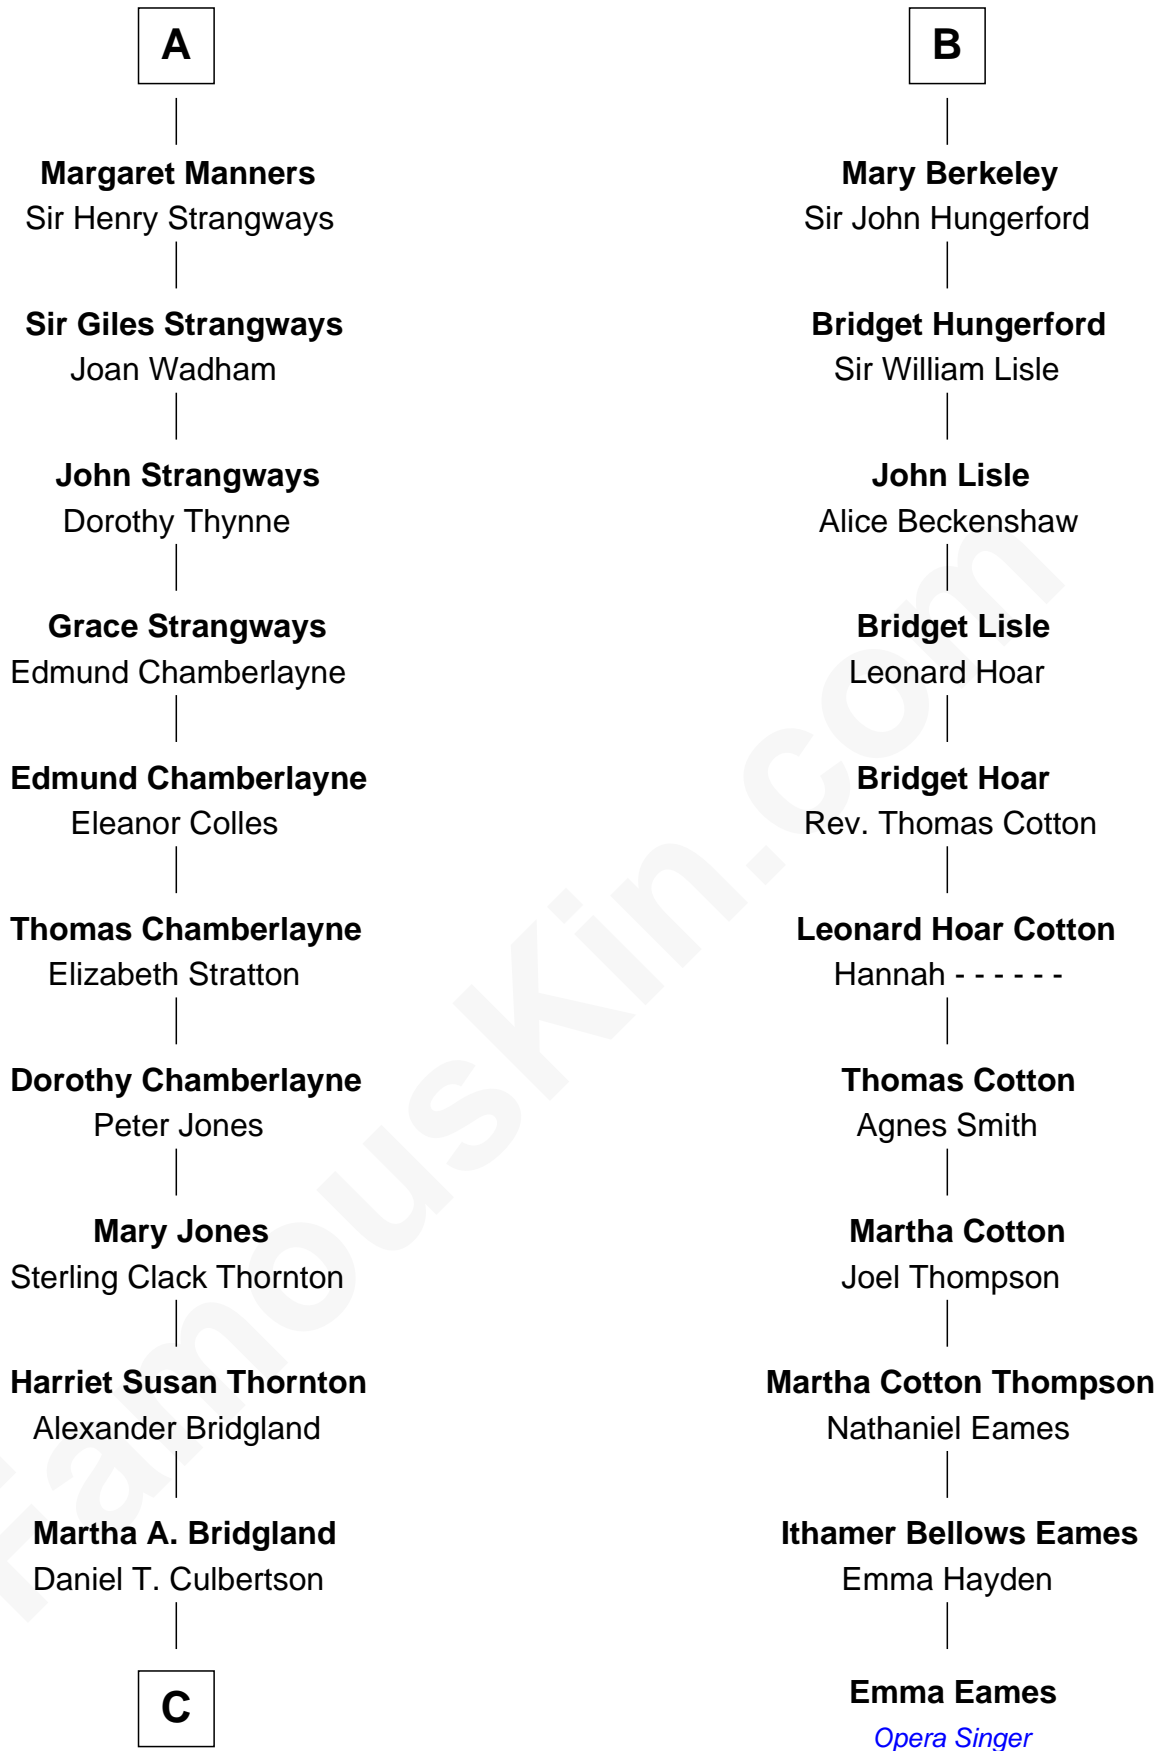 A
Margaret Manners
Sir Henry Strangways
Sir Giles Strangways
Joan Wadham
John Strangways
Dorothy Thynne
Grace Strangways
Edmund Chamberlayne
Edmund Chamberlayne
Eleanor Colles
Thomas Chamberlayne
Elizabeth Stratton
Dorothy Chamberlayne
Peter Jones
Mary Jones
Sterling Clack Thornton
Harriet Susan Thornton
Alexander Bridgland
Martha A. Bridgland
Daniel T. Culbertson
C
B
Mary Berkeley
Sir John Hungerford
Bridget Hungerford
Sir William Lisle
John Lisle
Alice Beckenshaw
Bridget Lisle
Leonard Hoar
Bridget Hoar
Rev. Thomas Cotton
Leonard Hoar Cotton
Hannah - - - - - -
Thomas Cotton
Agnes Smith
Martha Cotton
Joel Thompson
Martha Cotton Thompson
Nathaniel Eames
Ithamer Bellows Eames
Emma Hayden
Emma Eames
Opera Singer
FamousKin.com